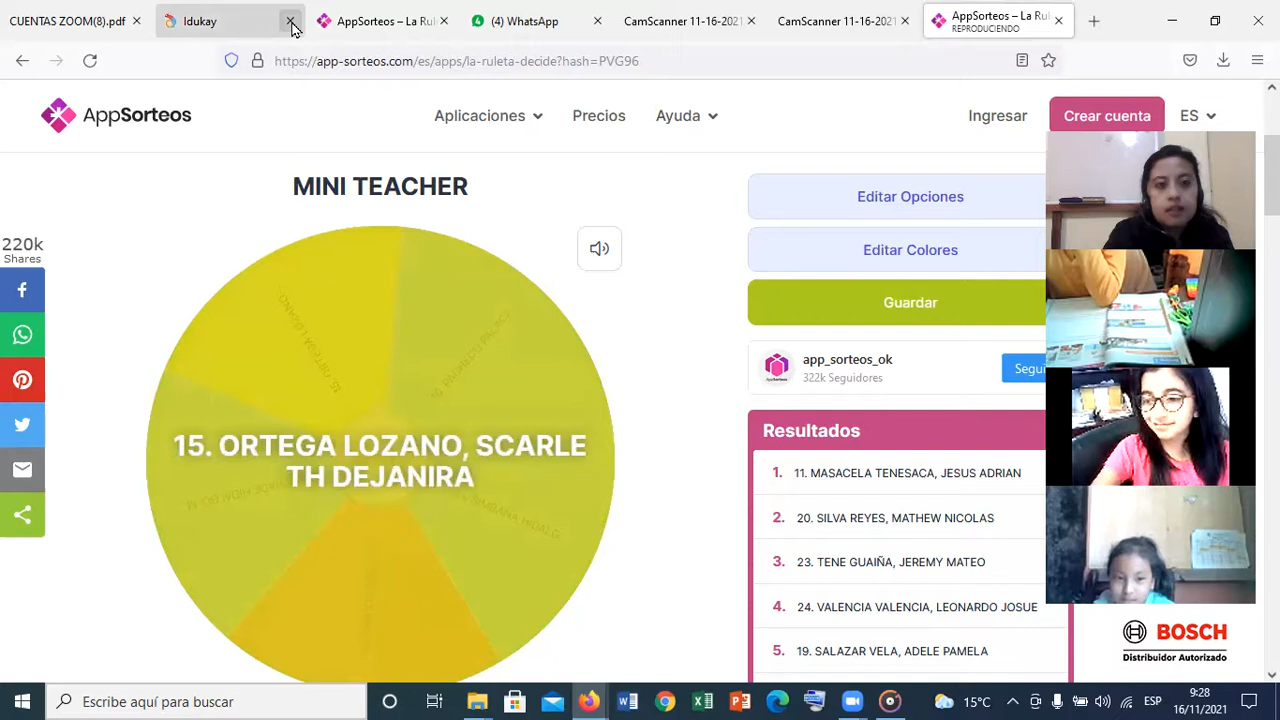 CUENTAS ZOOM(8).pdf
Idukay
AppSorteos – La Rul
(4) WhatsApp
CamScanner 11-16-2021
CamScanner 11-16-2021
AppSorteos – La Rul
REPRODUCIENDO
https://app-sorteos.com/es/apps/la-ruleta-decide?hash=PVG96
AppSorteos
Aplicaciones
Precios
Ayuda
Ingresar
Crear cuenta
ES
MINI TEACHER
220k
Shares
15. ORTEGA LOZANO, SCARLE
TH DEJANIRA
Editar Opciones
Editar Colores
Guardar
app_sorteos_ok
322k Seguidores
Segui
Resultados
1. 11. MASACELA TENESACA, JESUS ADRIAN
2. 20. SILVA REYES, MATHEW NICOLAS
3. 23. TENE GUAIÑA, JEREMY MATEO
4. 24. VALENCIA VALENCIA, LEONARDO JOSUE
5. 19. SALAZAR VELA, ADELE PAMELA
BOSCH
Distribuidor Autorizado
Escribe aquí para buscar
15°C
ESP
9:28
16/11/2021